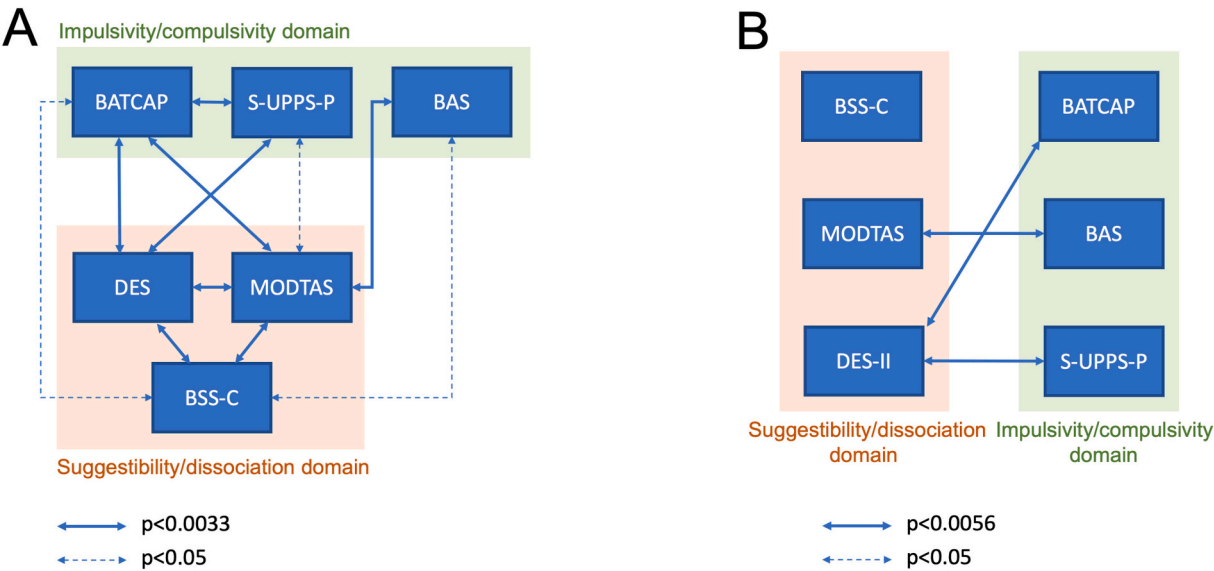 A
Impulsivity/compulsivity domain
BATCAP
S-UPPS-P
BAS
DES
MODTAS
BSS-C
Suggestibility/dissociation domain
p<0.0033
p<0.05
B
BSS-C
BATCAP
MODTAS
BAS
DES-II
S-UPPS-P
Suggestibility/dissociation
domain
Impulsivity/compulsivity
domain
p<0.0056
p<0.05